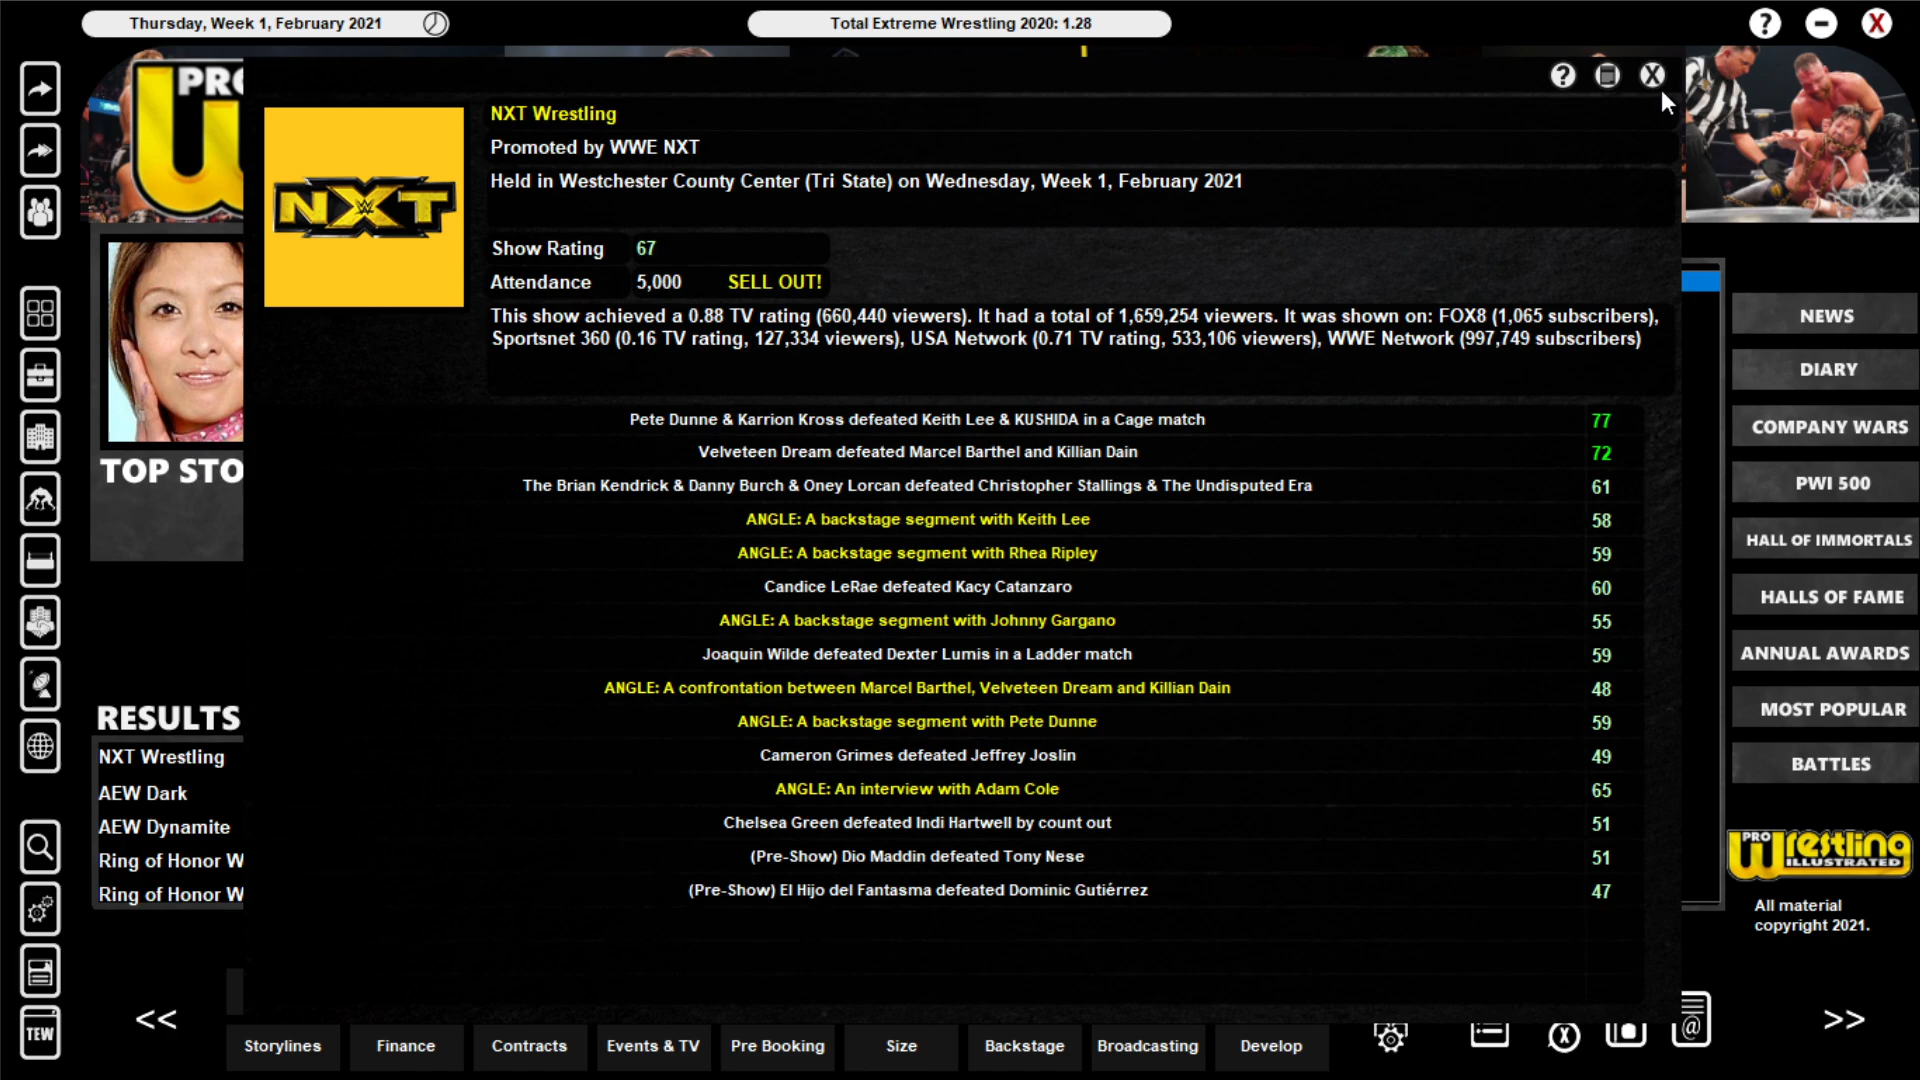 Thursday, Week 1, February 2021
Total Extreme Wrestling 2020: 1.28
?
X
PRO
? X
NXT Wrestling
Promoted by WWE NXT
Held in Westchester County Center (Tri State) on Wednesday, Week 1, February 2021
NXT
Show Rating 67
Attendance 5,000 SELL OUT!
This show achieved a 0.88 TV rating (660,440 viewers). It had a total of 1,659,254 viewers. It was shown on: FOX8 (1,065 subscribers),
Sportsnet 360 (0.16 TV rating, 127,334 viewers), USA Network (0.71 TV rating, 533,106 viewers), WWE Network (997,749 subscribers)
Pete Dunne & Karrion Kross defeated Keith Lee & KUSHIDA in a Cage match 77
Velveteen Dream defeated Marcel Barthel and Killian Dain 72
The Brian Kendrick & Danny Burch & Oney Lorcan defeated Christopher Stallings & The Undisputed Era 61
ANGLE: A backstage segment with Keith Lee 58
ANGLE: A backstage segment with Rhea Ripley 59
Candice LeRae defeated Kacy Catanzaro 60
ANGLE: A backstage segment with Johnny Gargano 55
Joaquin Wilde defeated Dexter Lumis in a Ladder match 59
ANGLE: A confrontation between Marcel Barthel, Velveteen Dream and Killian Dain 48
ANGLE: A backstage segment with Pete Dunne 59
Cameron Grimes defeated Jeffrey Joslin 49
ANGLE: An interview with Adam Cole 65
Chelsea Green defeated Indi Hartwell by count out 51
(Pre-Show) Dio Maddin defeated Tony Nese 51
(Pre-Show) El Hijo del Fantasma defeated Dominic Gutiérrez 47
TOP STO
RESULTS
NXT Wrestling
AEW Dark
AEW Dynamite
Ring of Honor W
Ring of Honor W
NEWS
DIARY
COMPANY WARS
PWI 500
HALL OF IMMORTALS
HALLS OF FAME
ANNUAL AWARDS
MOST POPULAR
BATTLES
PRO Wrestling ILLUSTRATED
All material
copyright 2021.
TEW
<<
Storylines
Finance
Contracts
Events & TV
Pre Booking
Size
Backstage
Broadcasting
Develop
X
@
>>